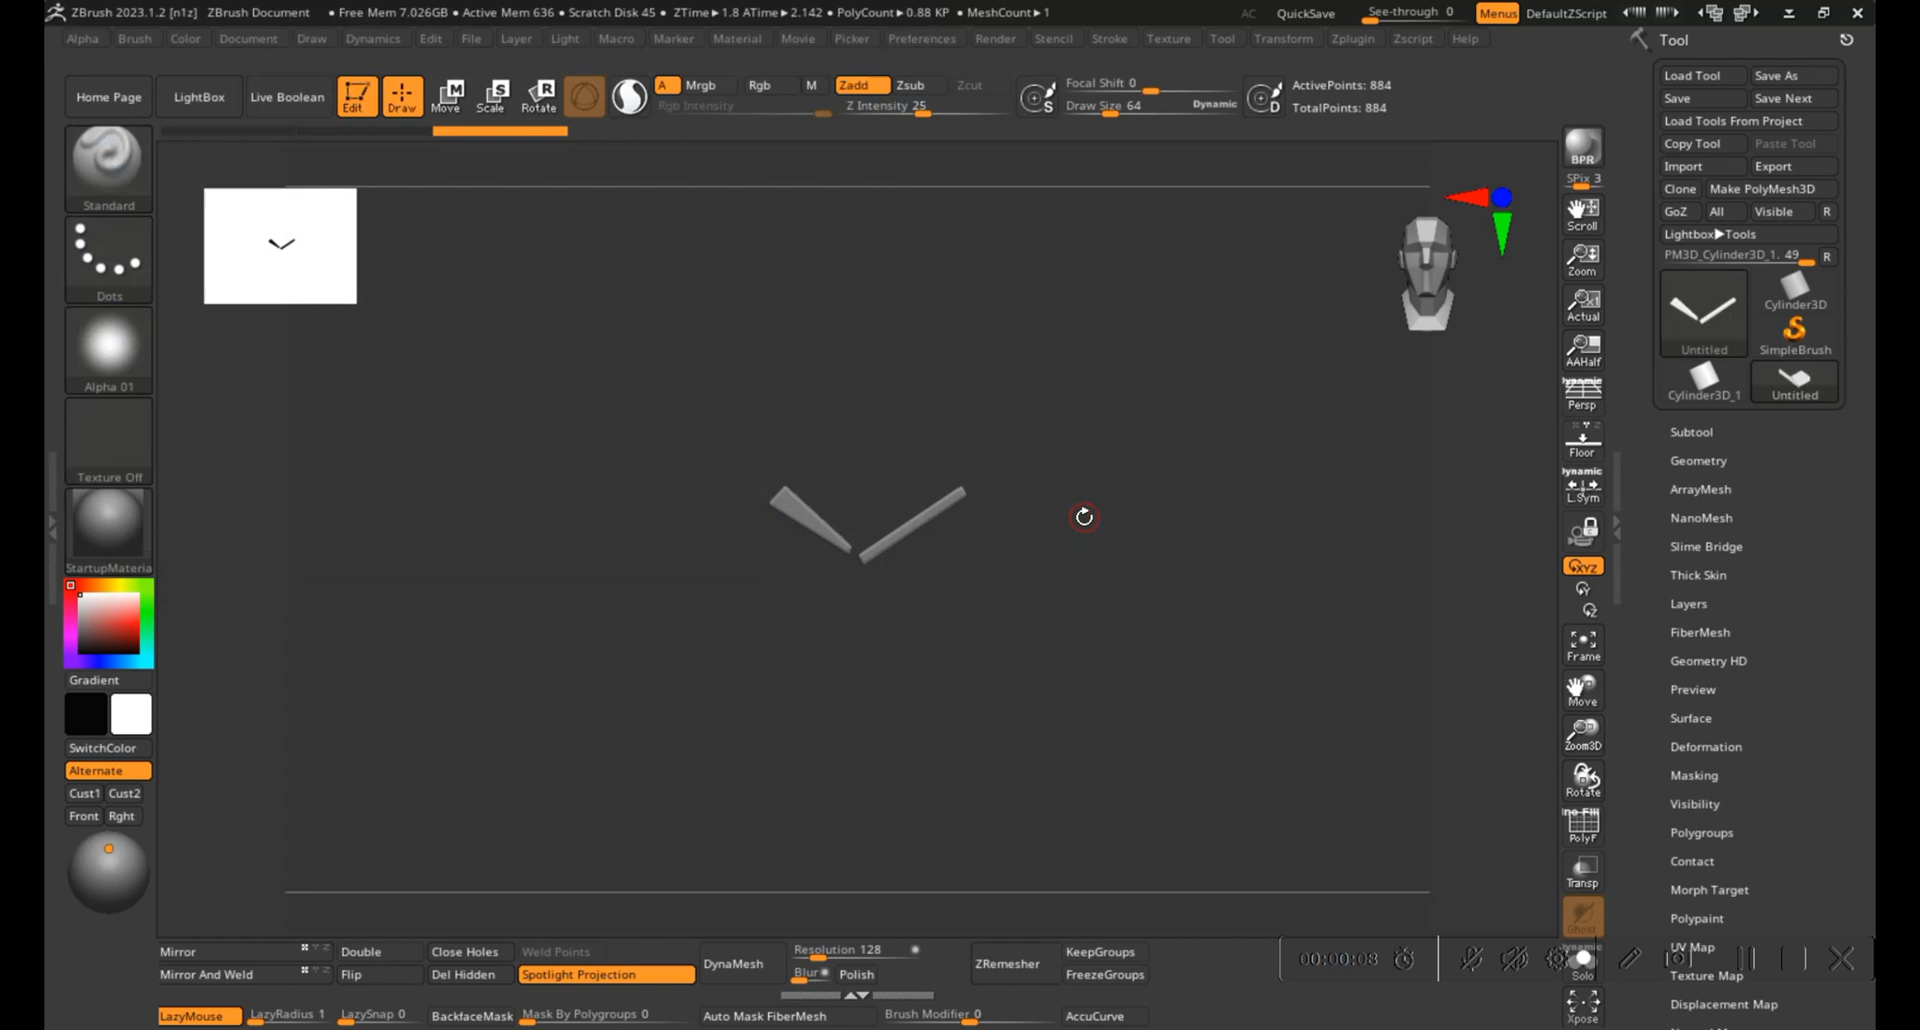 ZBrush 2023.1.2 [n1z] ZBrush Document • Free Mem 7.026GB • Active Mem 636 • Scratch Disk 45 • ZTime▸1.8 ATime▸2.142 • PolyCount▸0.88 KP • MeshCount▸1 AC QuickSave See-through 0 Menus DefaultZScript
Alpha Brush Color Document Draw Dynamics Edit File Layer Light Macro Marker Material Movie Picker Preferences Render Stencil Stroke Texture Tool Transform Zplugin Zscript Help
Home Page LightBox Live Boolean Edit Draw Move Scale Rotate
A Mrgb Rgb M Zadd Zsub Zcut
Rgb Intensity Z Intensity 25
S Focal Shift 0
Draw Size 64 Dynamic D
ActivePoints: 884
TotalPoints: 884
Standard
Dots
Alpha 01
Texture Off
StartupMateria
Gradient
SwitchColor
Alternate
Cust1 Cust2
Front Rght
BPR
SPix 3
Scroll
Zoom
Actual
AAHalf
Dynamic
Persp
Floor
Dynamic
L.Sym
XYZ
Y
Z
Frame
Move
Zoom3D
Rotate
PolyF
Transp
Ghost
Dynamic
Solo
Xpose
Tool
Load Tool Save As
Save Save Next
Load Tools From Project
Copy Tool Paste Tool
Import Export
Clone Make PolyMesh3D
GoZ All Visible R
Lightbox▸Tools
PM3D_Cylinder3D_1. 49 R
Untitled Cylinder3D
SimpleBrush
Cylinder3D_1 Untitled
Subtool
Geometry
ArrayMesh
NanoMesh
Slime Bridge
Thick Skin
Layers
FiberMesh
Geometry HD
Preview
Surface
Deformation
Masking
Visibility
Polygroups
Contact
Morph Target
Polypaint
UV Map
Texture Map
Displacement Map
Mirror Double Close Holes Weld Points
Mirror And Weld Flip Del Hidden Spotlight Projection
DynaMesh Resolution 128
Blur Polish
ZRemesher KeepGroups
FreezeGroups
00:00:08
LazyMouse LazyRadius 1 LazySnap 0 BackfaceMask Mask By Polygroups 0 Auto Mask FiberMesh Brush Modifier 0 AccuCurve